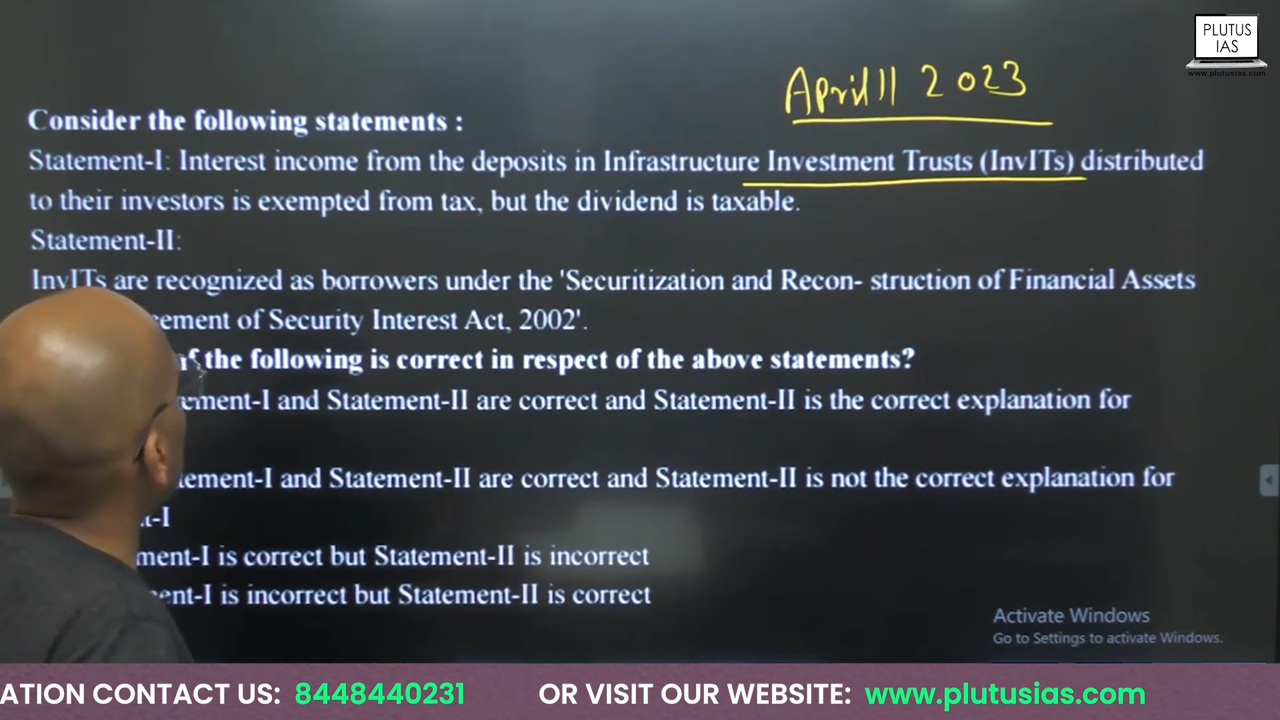 PLUTUS
IAS
www.plutusias.com
April 11 2023
Consider the following statements :
Statement-I: Interest income from the deposits in Infrastructure Investment Trusts (InvITs) distributed
to their investors is exempted from tax, but the dividend is taxable.
Statement-II:
InvITs are recognized as borrowers under the 'Securitization and Recon- struction of Financial Assets
cement of Security Interest Act, 2002'.
of the following is correct in respect of the above statements?
ement-I and Statement-II are correct and Statement-II is the correct explanation for
tement-I and Statement-II are correct and Statement-II is not the correct explanation for
t-I
ment-I is correct but Statement-II is incorrect
ent-I is incorrect but Statement-II is correct
Activate Windows
Go to Settings to activate Windows.
ATION CONTACT US: 8448440231 OR VISIT OUR WEBSITE: www.plutusias.com